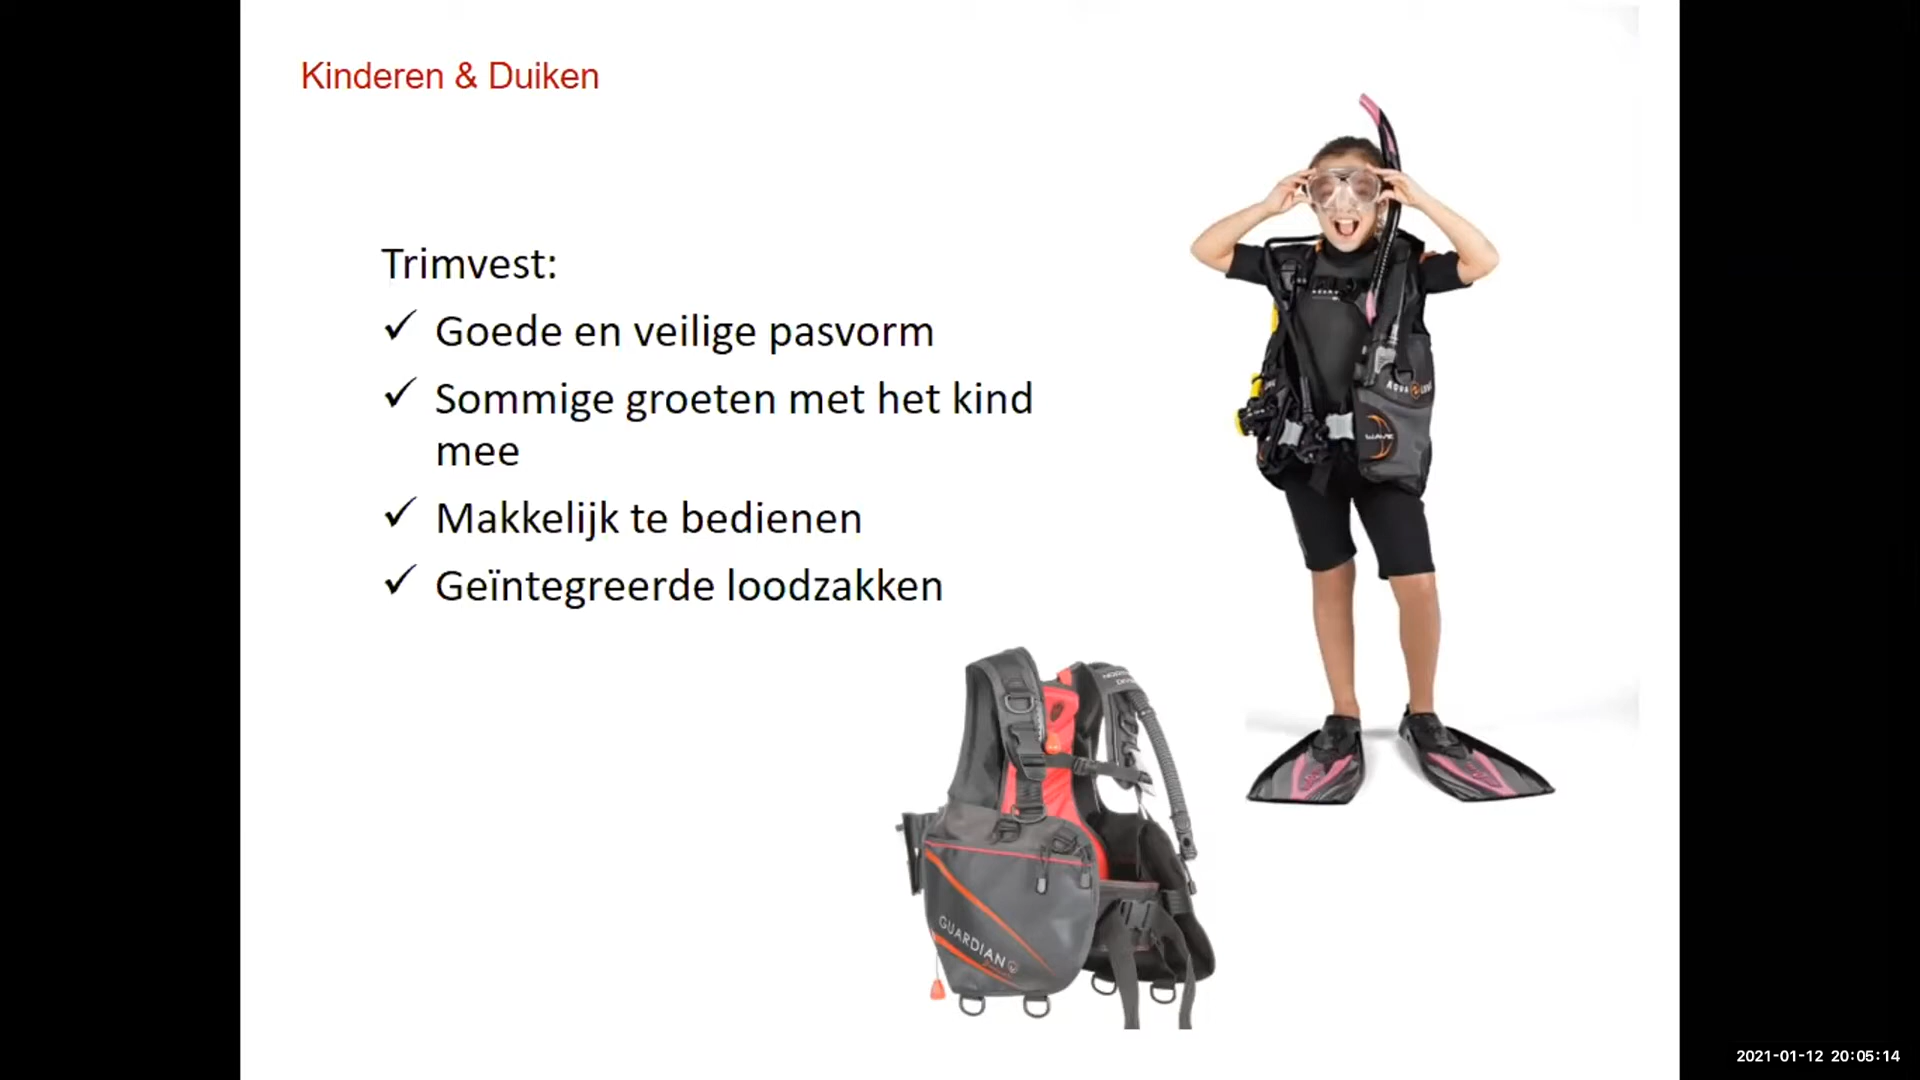 Kinderen & Duiken
Trimvest:
✓ Goede en veilige pasvorm
✓ Sommige groeten met het kind
mee
✓ Makkelijk te bedienen
✓ Geïntegreerde loodzakken
WAVE
GUARDIAN
2021-01-12 20:05:14